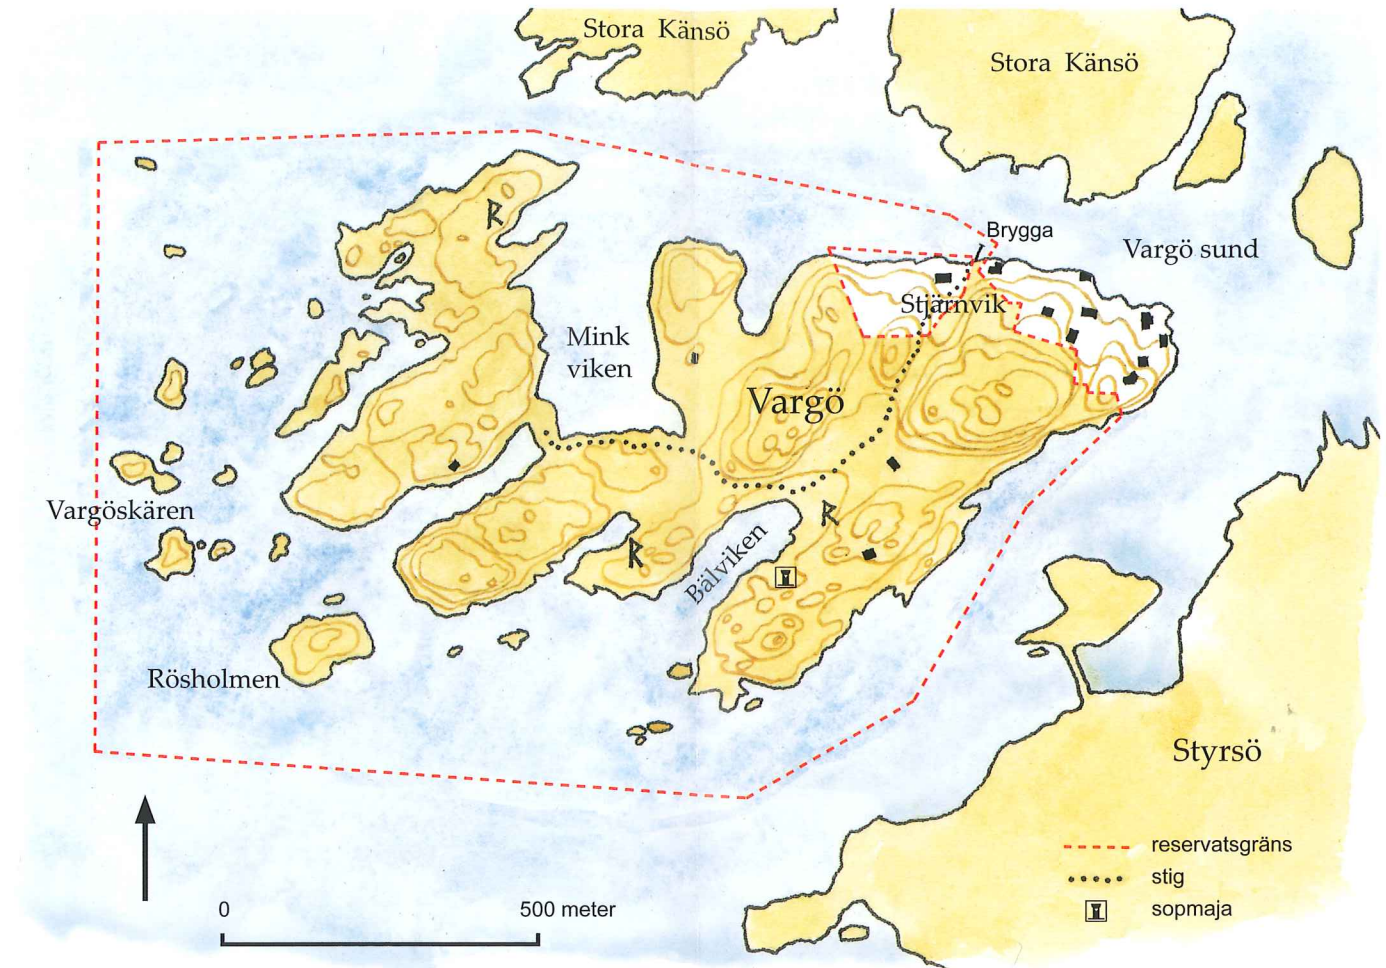 Stora Känsö
Stora Känsö
R
Brygga
Vargö sund
Stjärnvik
Mink
viken
Vargö
Vargöskären
R
R
Bälviken
Rösholmen
Styrsö
reservatsgräns
stig
sopmaja
0 500 meter